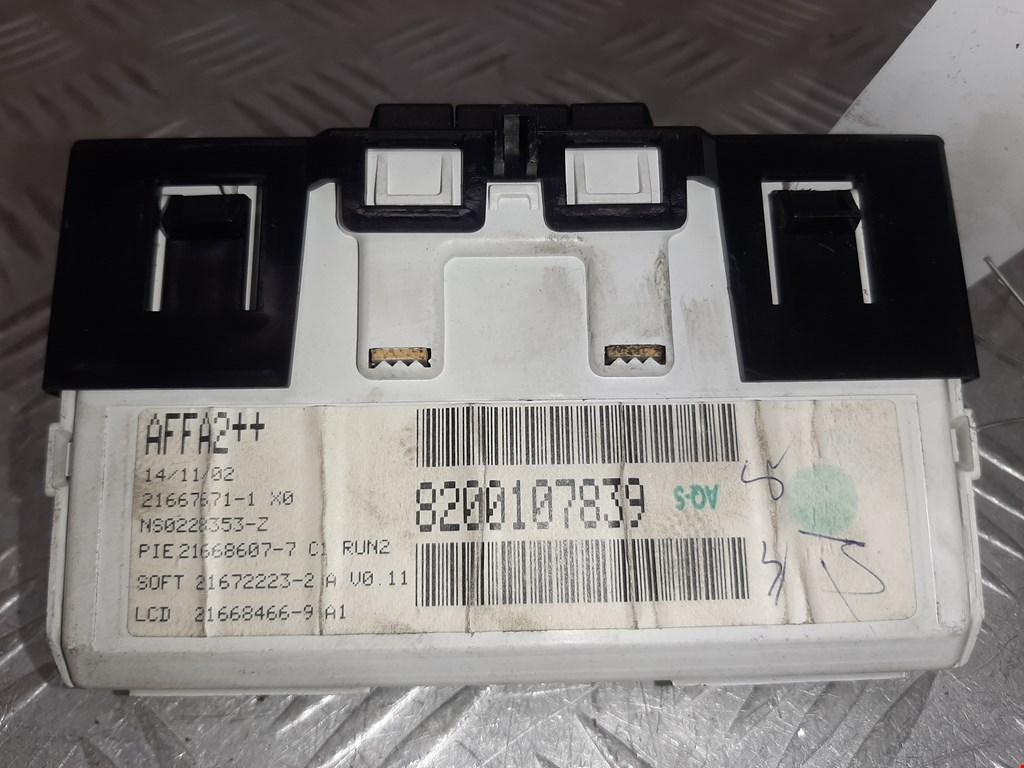 AFFA2++
14/11/02
21667671-1 X0
NS0228353-Z
PIE 21668607-7 C1 RUN2
SOFT 21672223-2 A V0.11
LCD 21668466-9 A1
8200107839
AQ-S